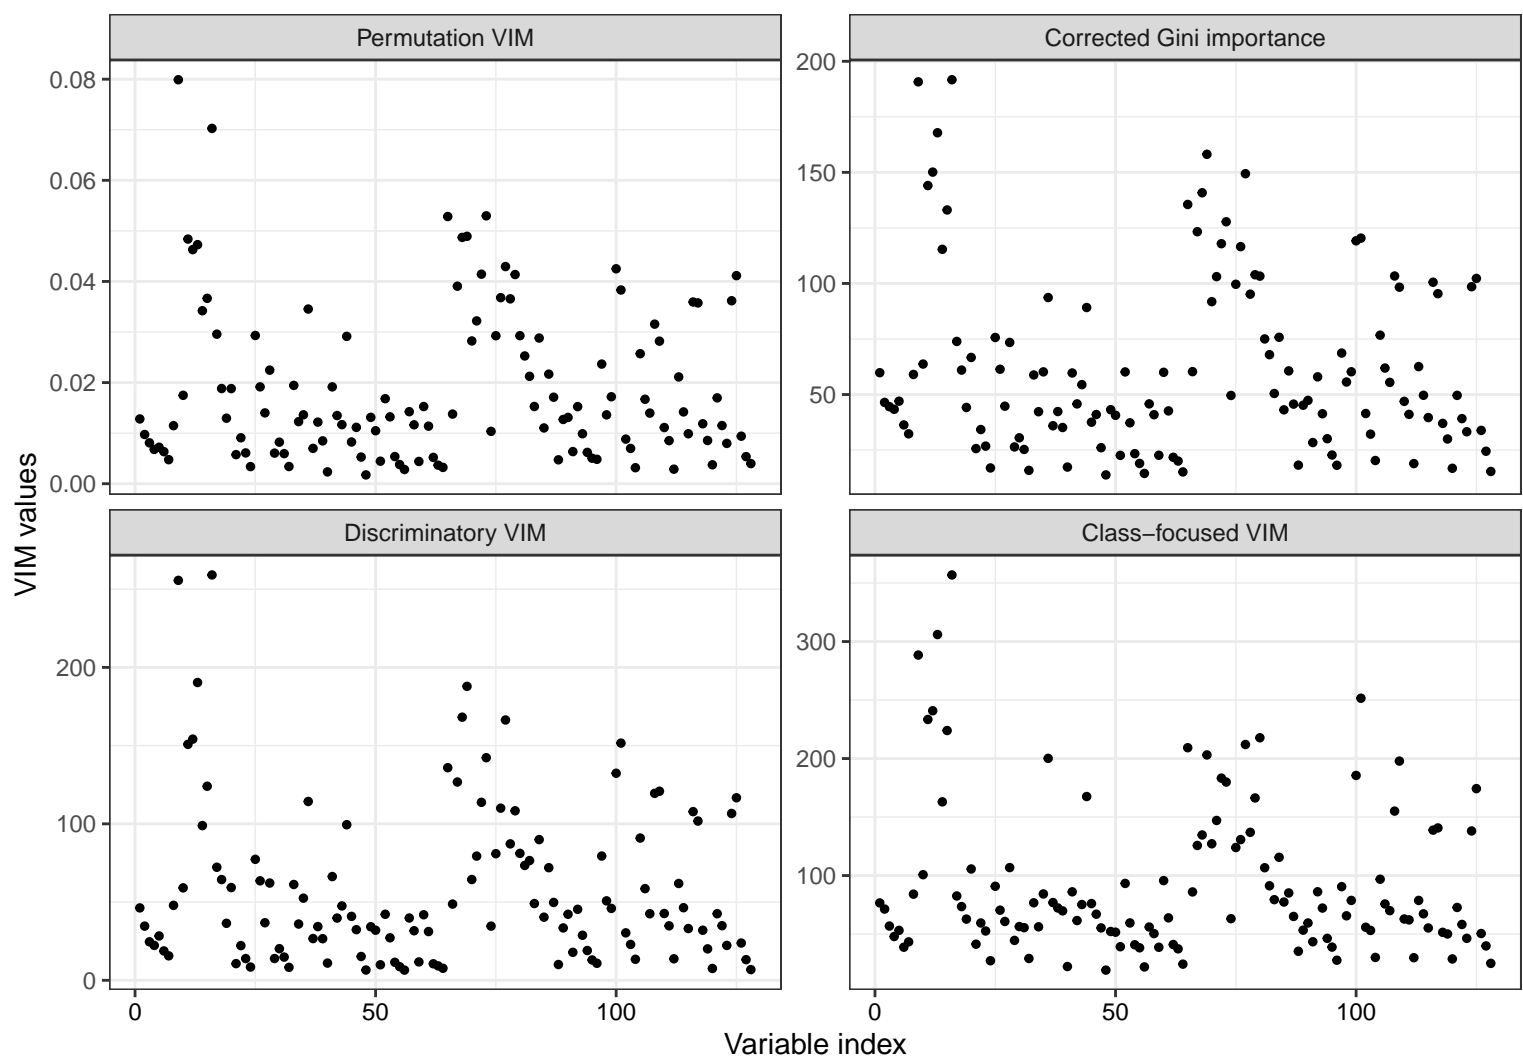 Permutation VIM
Corrected Gini importance
0.08
0.06
0.04
0.02
0.00
200
150
100
50
VIM values
Discriminatory VIM
Class−focused VIM
200
100
0
300
200
100
0 50 100
0 50 100
Variable index